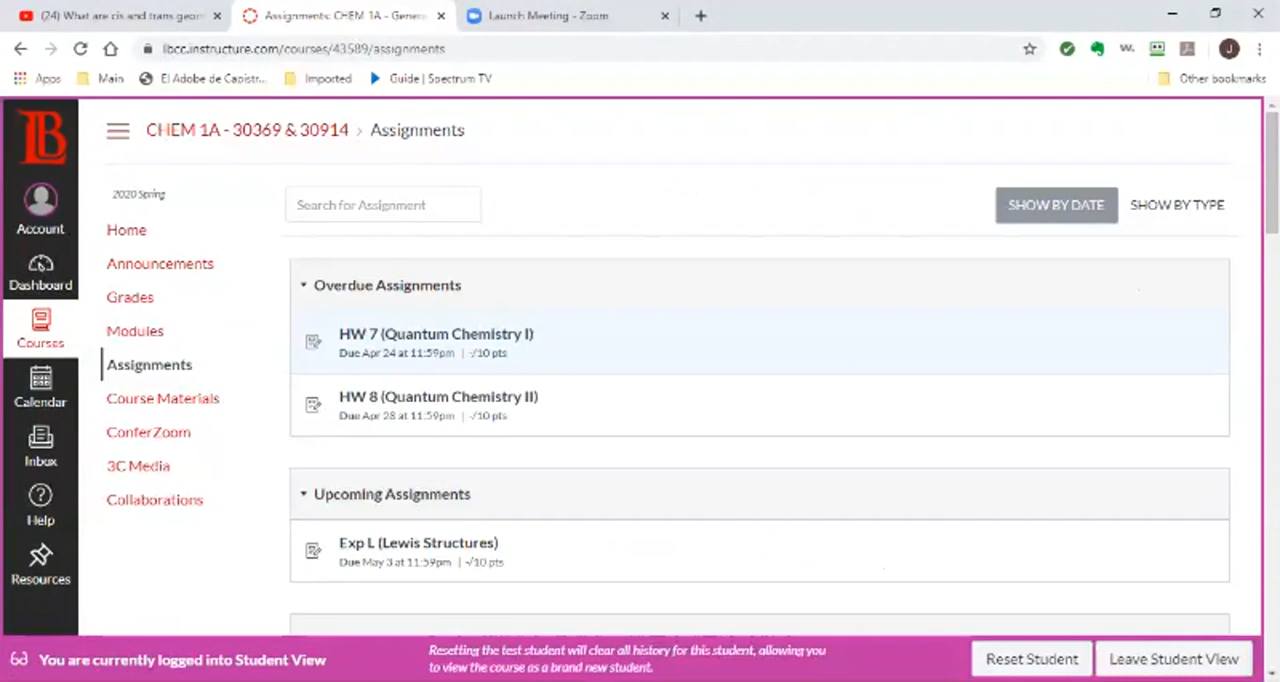 (24) What are cis and trans geom
Assignments: CHEM 1A - Genera
Launch Meeting - Zoom
lbcc.instructure.com/courses/43589/assignments
Apps
Main
El Adobe de Capistr...
Imported
Guide | Spectrum TV
Other bookmarks
LB
CHEM 1A - 30369 & 30914 › Assignments
Account
Dashboard
Courses
Calendar
Inbox
Help
Resources
2020 Spring
Home
Announcements
Grades
Modules
Assignments
Course Materials
ConferZoom
3C Media
Collaborations
Search for Assignment
SHOW BY DATE
SHOW BY TYPE
Overdue Assignments
HW 7 (Quantum Chemistry I)
Due Apr 24 at 11:59pm | -/10 pts
HW 8 (Quantum Chemistry II)
Due Apr 28 at 11:59pm | -/10 pts
Upcoming Assignments
Exp L (Lewis Structures)
Due May 3 at 11:59pm | -/10 pts
You are currently logged into Student View
Resetting the test student will clear all history for this student, allowing you
to view the course as a brand new student.
Reset Student
Leave Student View